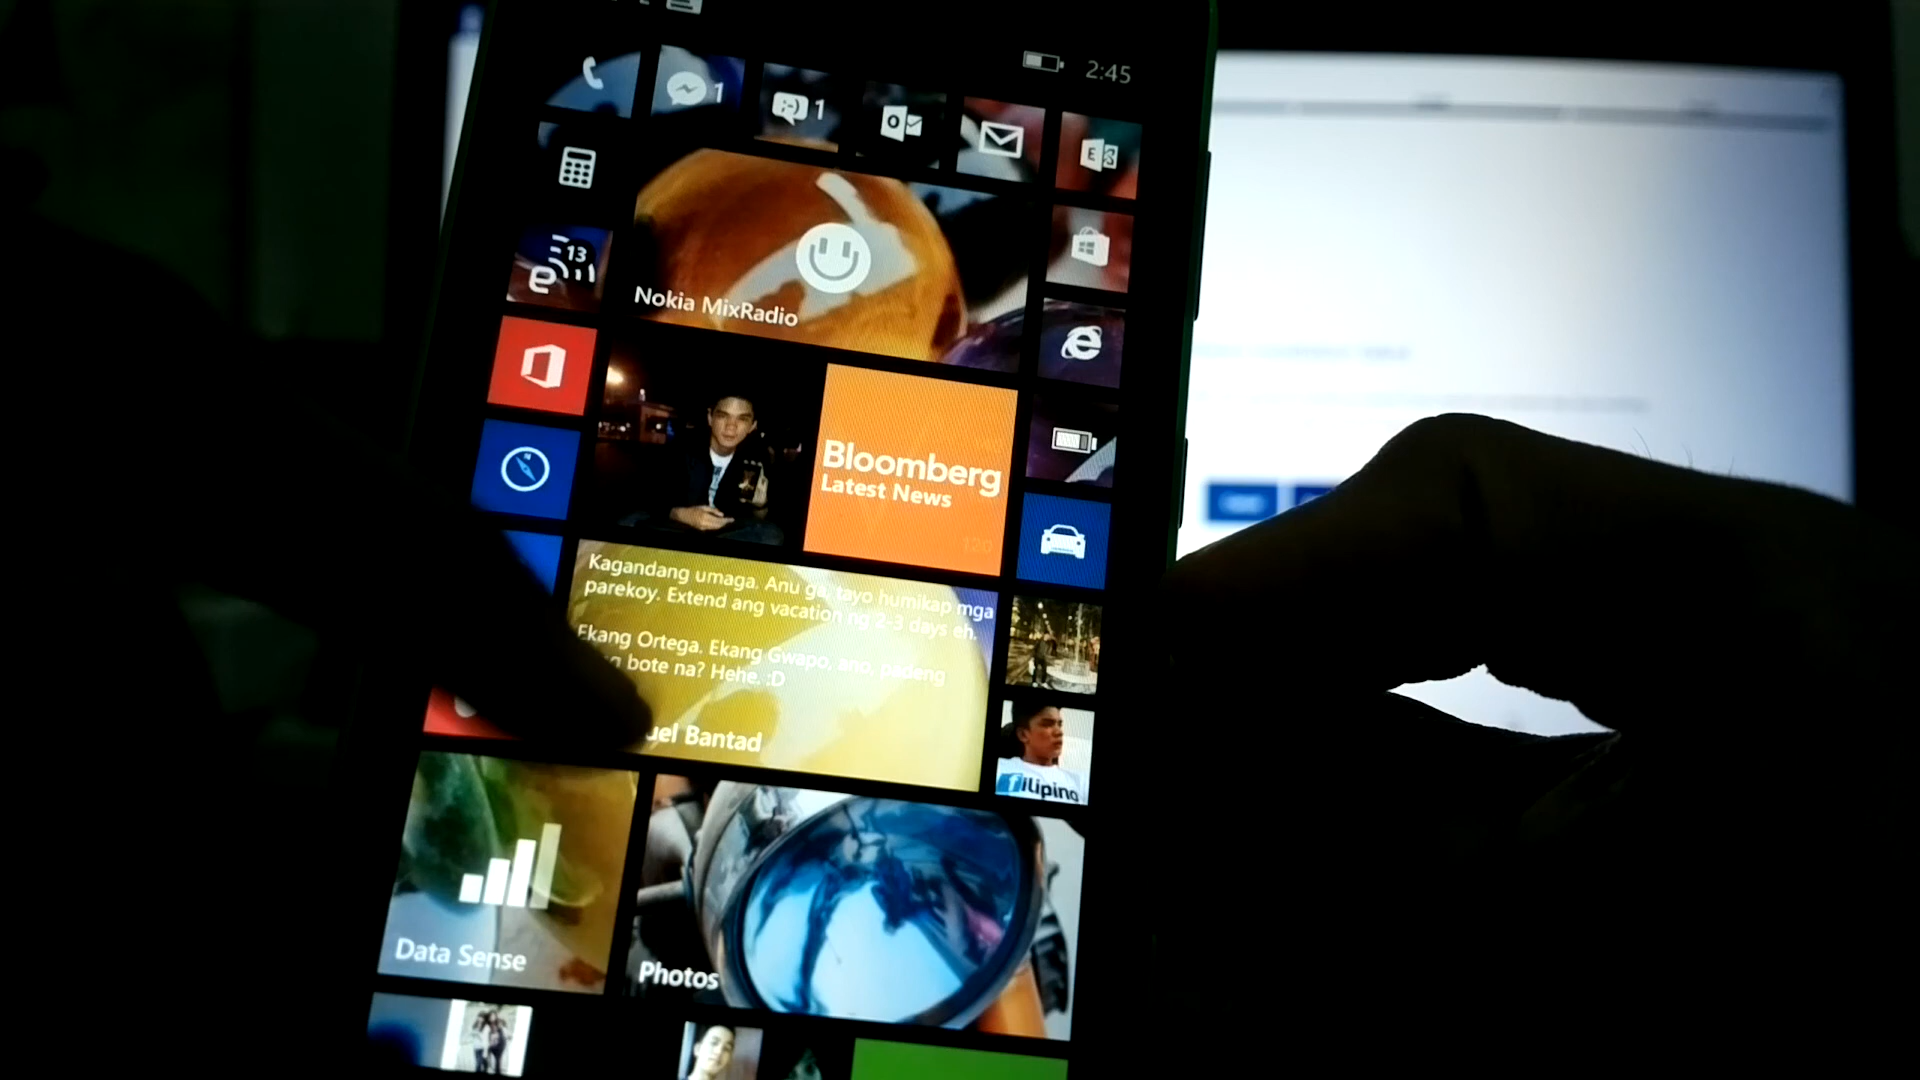 2:45
1
1
13
Nokia MixRadio
Bloomberg
Latest News
Kagandang umaga. Anu ga, tayo humikap mga
parekoy. Extend ang vacation ng 2-3 days eh.
Ekang Ortega. Ekang Gwapo, ano, padeng
bote na? Hehe. :D
uel Bantad
filipino
Data Sense
Photos